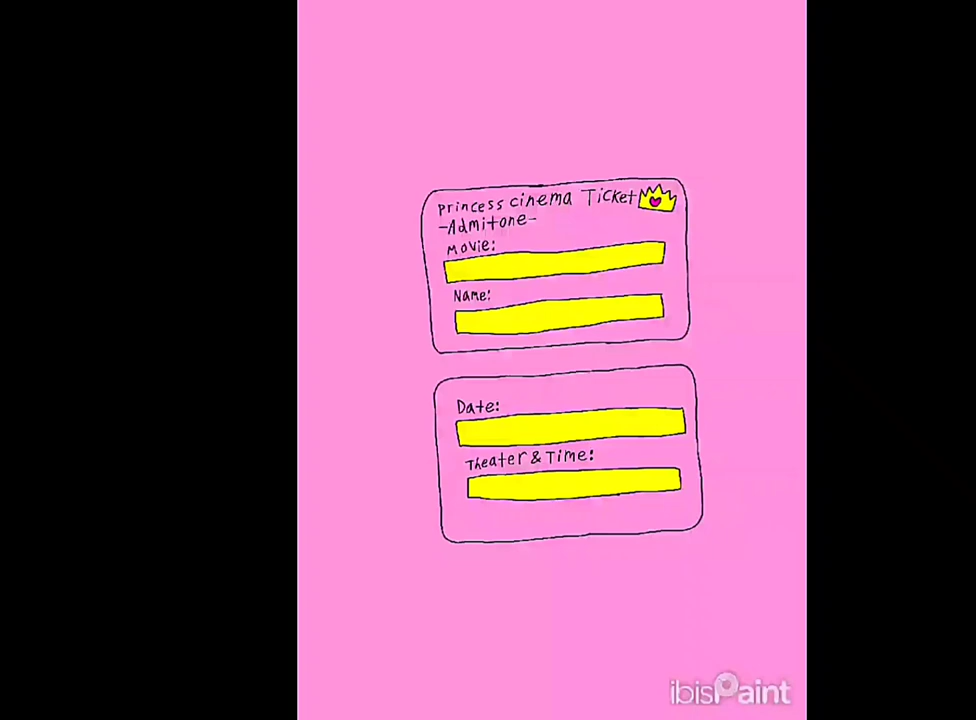 Princess cinema Ticket
-Admitone-
Movie:
Name:
Date:
Theater & Time:
ibisPaint